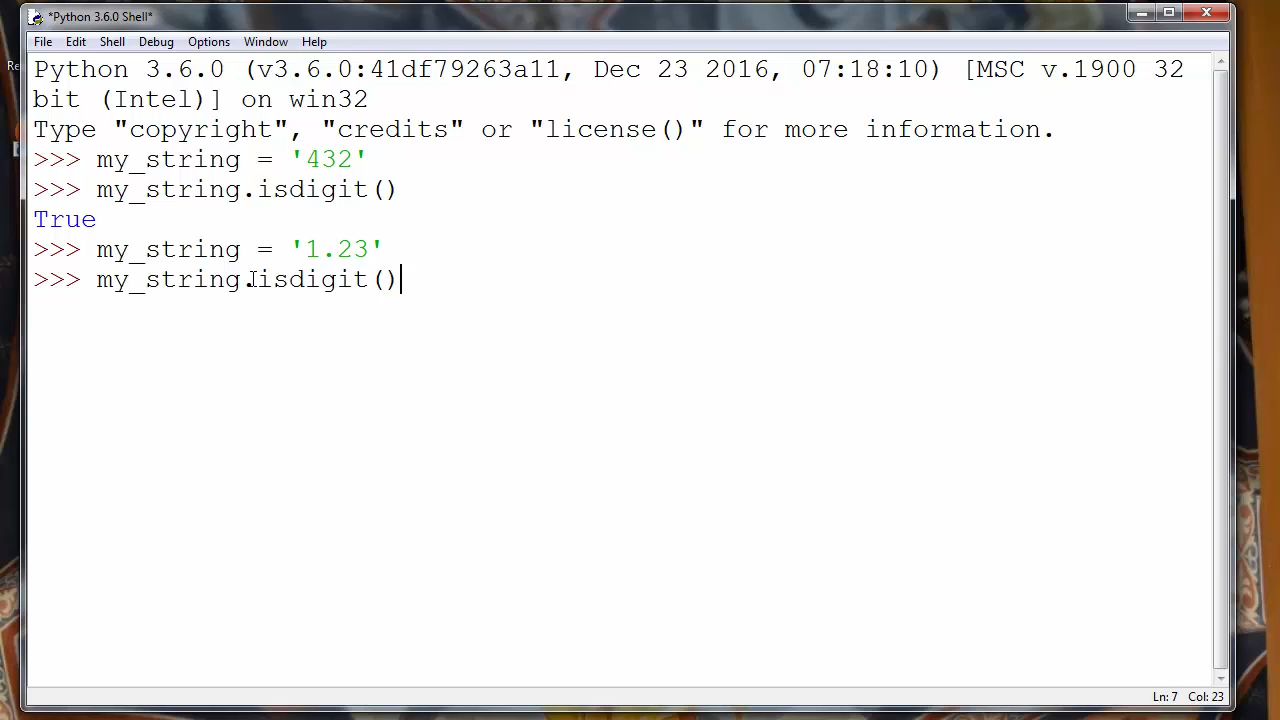 *Python 3.6.0 Shell*
File Edit Shell Debug Options Window Help
Re
Python 3.6.0 (v3.6.0:41df79263a11, Dec 23 2016, 07:18:10) [MSC v.1900 32
bit (Intel)] on win32
Type "copyright", "credits" or "license()" for more information.
>>> my_string = '432'
>>> my_string.isdigit()
True
>>> my_string = '1.23'
>>> my_string.isdigit()
Ln: 7 Col: 23